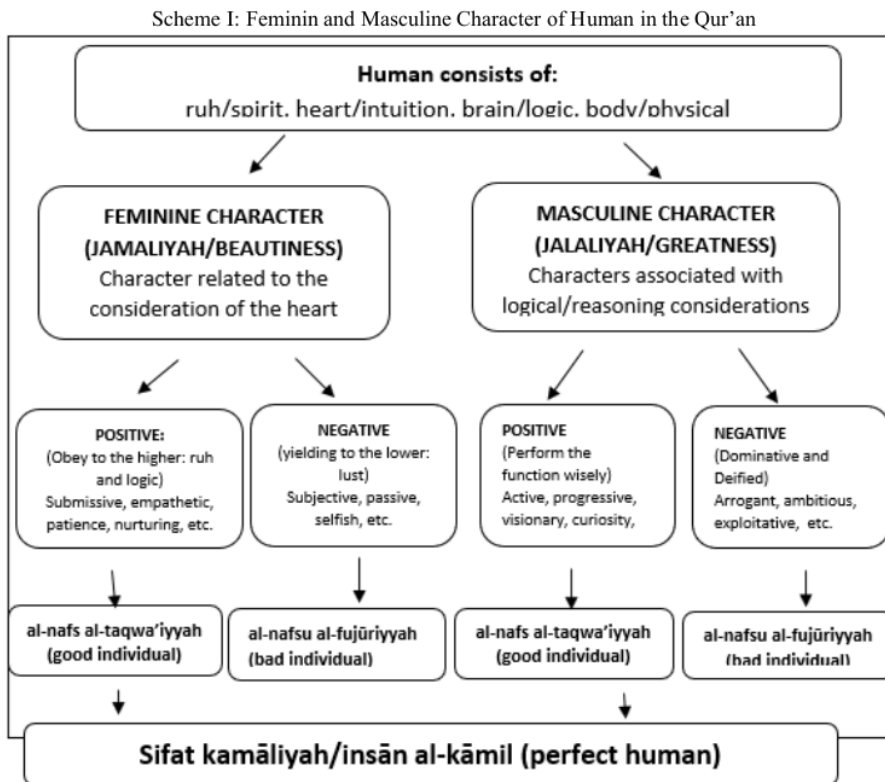 Scheme I: Feminin and Masculine Character of Human in the Qur'an
Human consists of:
ruh/spirit, heart/intuition, brain/logic, body/physical
FEMININE CHARACTER
(JAMALIYAH/BEAUTINESS)
Character related to the
consideration of the heart
MASCULINE CHARACTER
(JALALIYAH/GREATNESS)
Characters associated with
logical/reasoning considerations
POSITIVE:
(Obey to the higher: ruh
and logic)
Submissive, empathetic,
patience, nurturing, etc.
NEGATIVE
(yielding to the lower:
lust)
Subjective, passive,
selfish, etc.
POSITIVE
(Perform the
function wisely)
Active, progressive,
visionary, curiosity,
NEGATIVE
(Dominative and
Deified)
Arrogant, ambitious,
exploitative, etc.
al-nafs al-taqwa'iyyah
(good individual)
al-nafsu al-fujūriyyah
(bad individual)
al-nafs al-taqwa'iyyah
(good individual)
al-nafsu al-fujūriyyah
(bad individual)
Sifat kamāliyah/insān al-kāmil (perfect human)